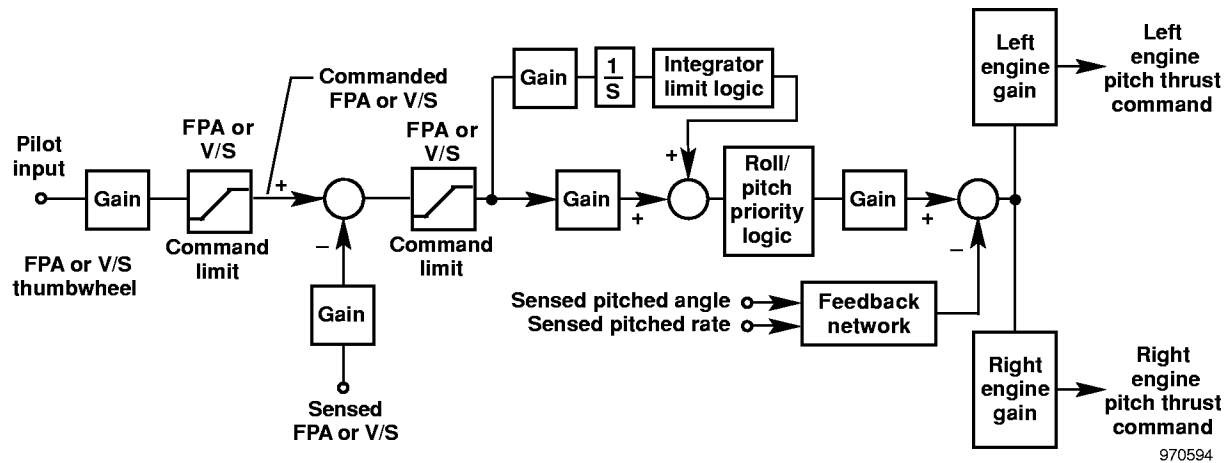 Pilot
input
Gain
FPA or V/S
thumbwheel
FPA or
V/S
Command
limit
Commanded
FPA or V/S
+
–
Gain
Sensed
FPA or V/S
FPA or
V/S
Command
limit
Gain
1
S
Integrator
limit logic
+
Gain
+
Roll/
pitch
priority
logic
Gain
+
–
Sensed pitched angle
Sensed pitched rate
Feedback
network
Left
engine
gain
Left
engine
pitch thrust
command
Right
engine
gain
Right
engine
pitch thrust
command
970594